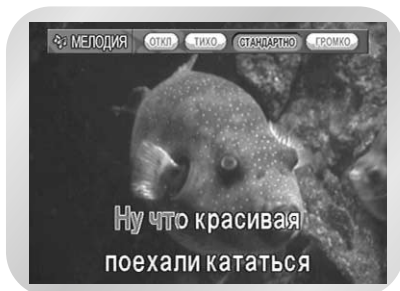 МЕЛОДИЯ ОТКЛ ТИХО СТАНДАРТНО ГРОМКО
Ну что красивая
поехали кататься